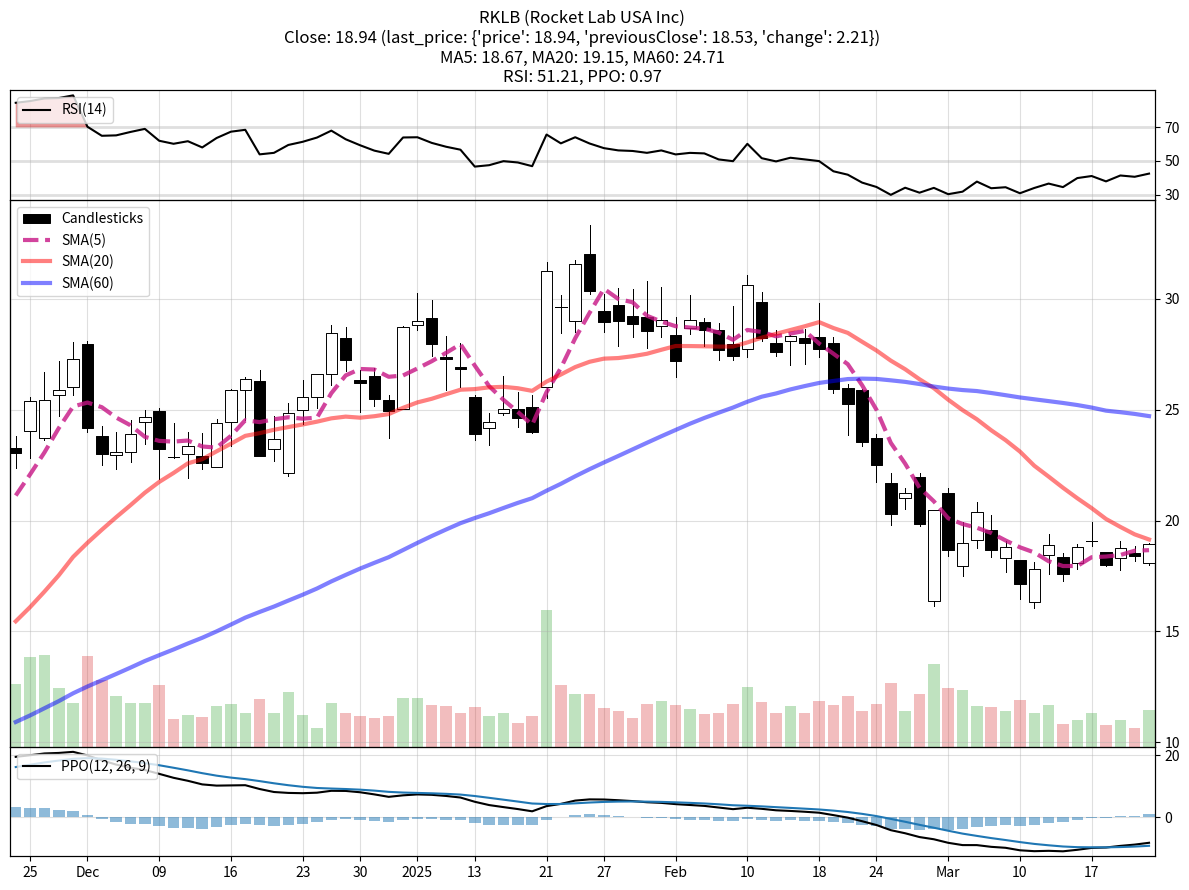 RKLB (Rocket Lab USA Inc)
Close: 18.94 (last_price: {'price': 18.94, 'previousClose': 18.53, 'change': 2.21})
MA5: 18.67, MA20: 19.15, MA60: 24.71
RSI: 51.21, PPO: 0.97
RSI(14)
70
50
30
Candlesticks
SMA(5)
SMA(20)
SMA(60)
30
25
20
15
10
PPO(12, 26, 9)
20
0
25 Dec 09 16 23 30 2025 13 21 27 Feb 10 18 24 Mar 10 17